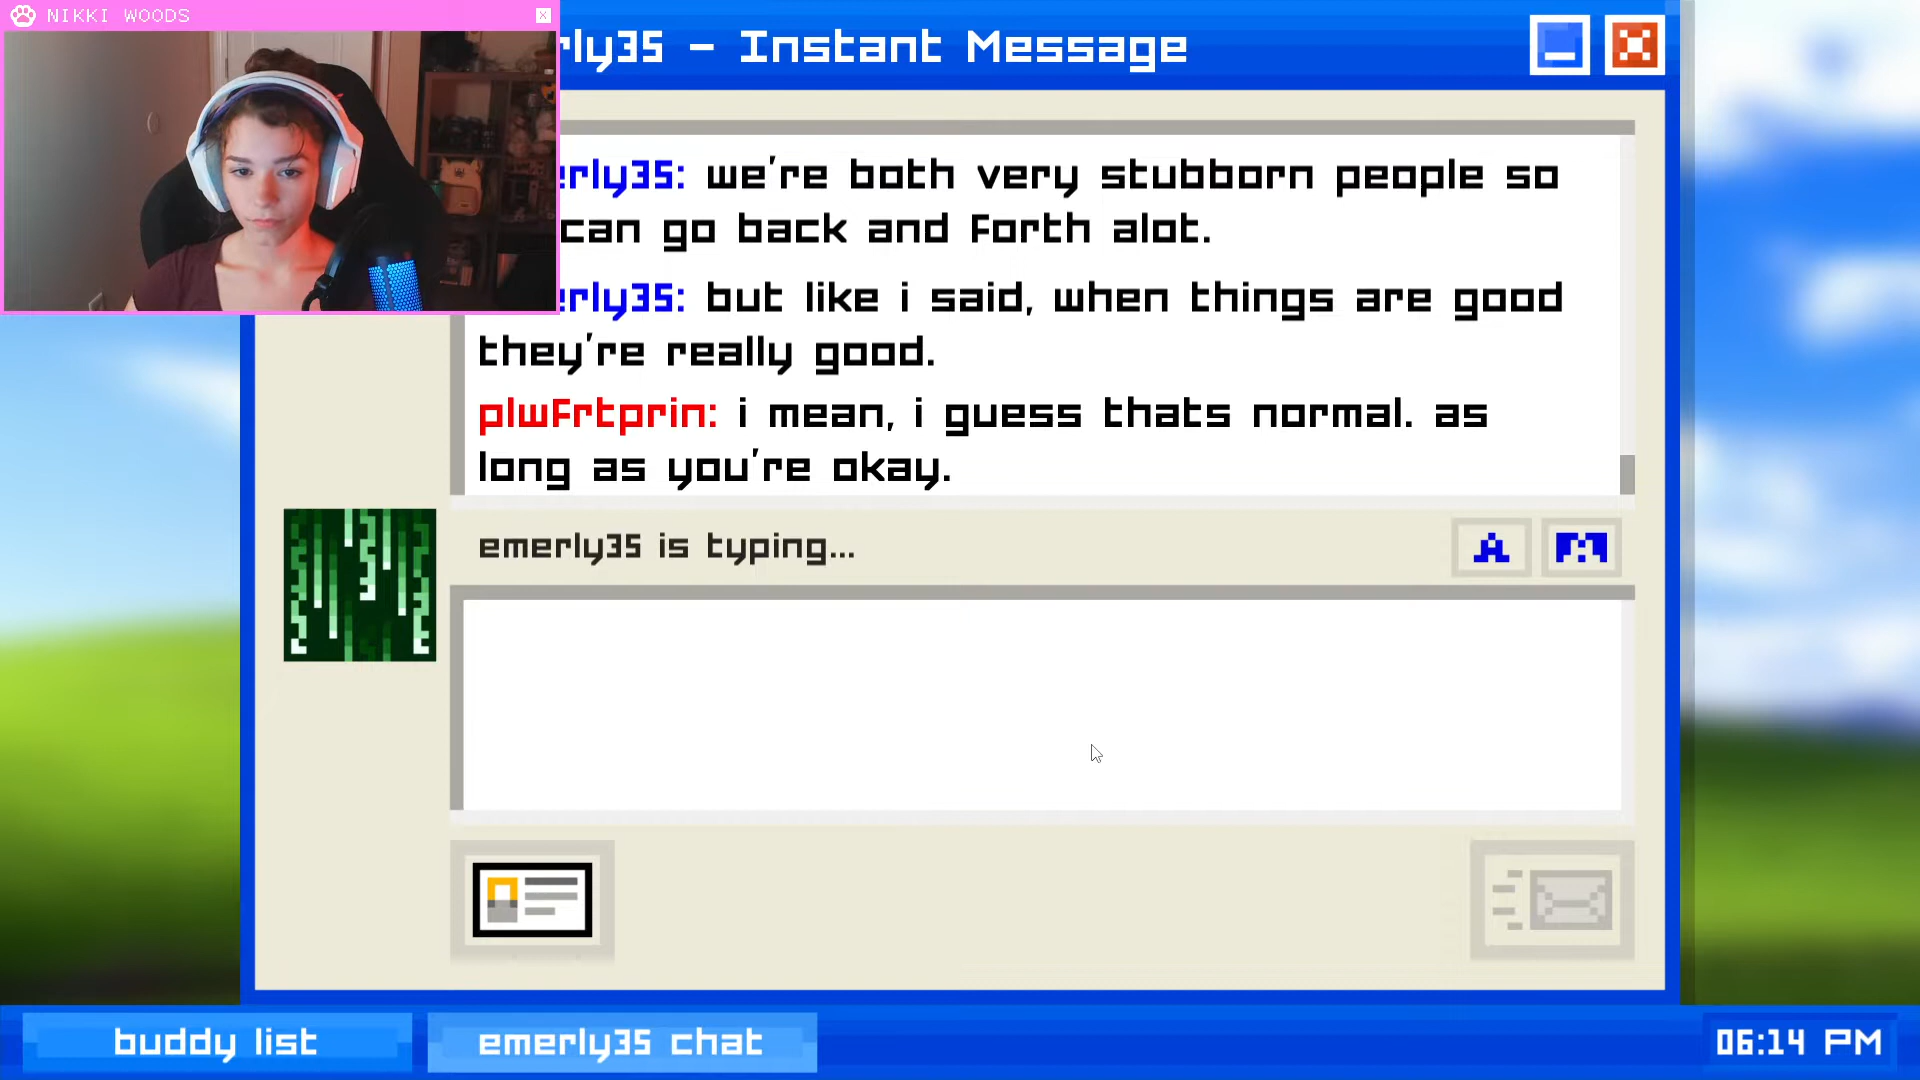 NIKKI WOODS
rly35 - Instant Message
erly35: we're both very stubborn people so
can go back and forth alot.
erly35: but like i said, when things are good
they're really good.
plwfrtprin: i mean, i guess thats normal. as
long as you're okay.
emerly35 is typing...
A
buddy list
emerly35 chat
06:14 PM